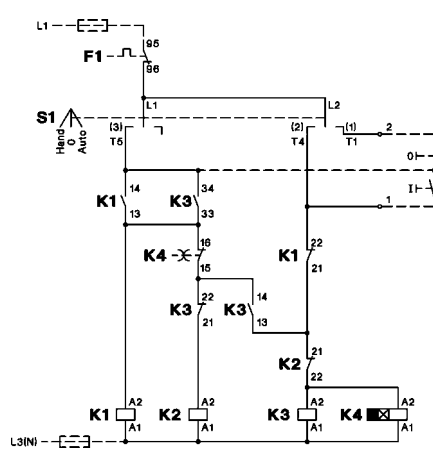 L1
95
F1
96
L1
L2
S1
Hand
0
Auto
(3)
(2)
(1)
2
T5
T4
T1
0
14
34
I
K1
K3
13
33
1
16
K4
22
15
K1
21
22
14
K3
K3
21
13
21
K2
22
A2
A2
A2
A2
K1
K2
K3
K4
A1
A1
A1
A1
L3(N)